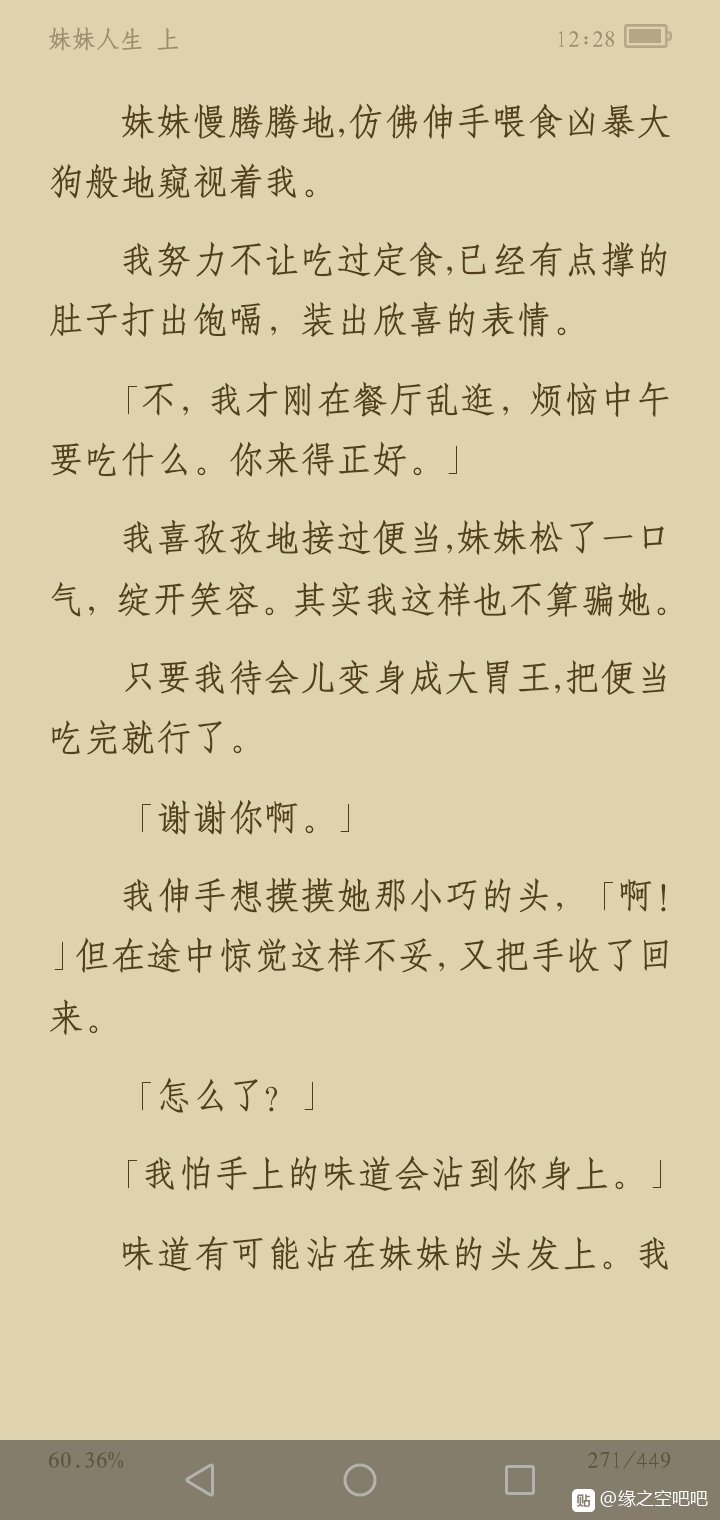 妹妹人生 上
12:28
妹妹慢腾腾地,仿佛伸手喂食凶暴大
狗般地窥视着我。
我努力不让吃过定食,已经有点撑的
肚子打出饱嗝，装出欣喜的表情。
「不，我才刚在餐厅乱逛，烦恼中午
要吃什么。你来得正好。」
我喜孜孜地接过便当,妹妹松了一口
气，绽开笑容。其实我这样也不算骗她。
只要我待会儿变身成大胃王,把便当
吃完就行了。
「谢谢你啊。」
我伸手想摸摸她那小巧的头，「啊！
」但在途中惊觉这样不妥，又把手收了回
来。
「怎么了？」
「我怕手上的味道会沾到你身上。」
味道有可能沾在妹妹的头发上。我
60.36%
271/449
贴 @缘之空吧吧